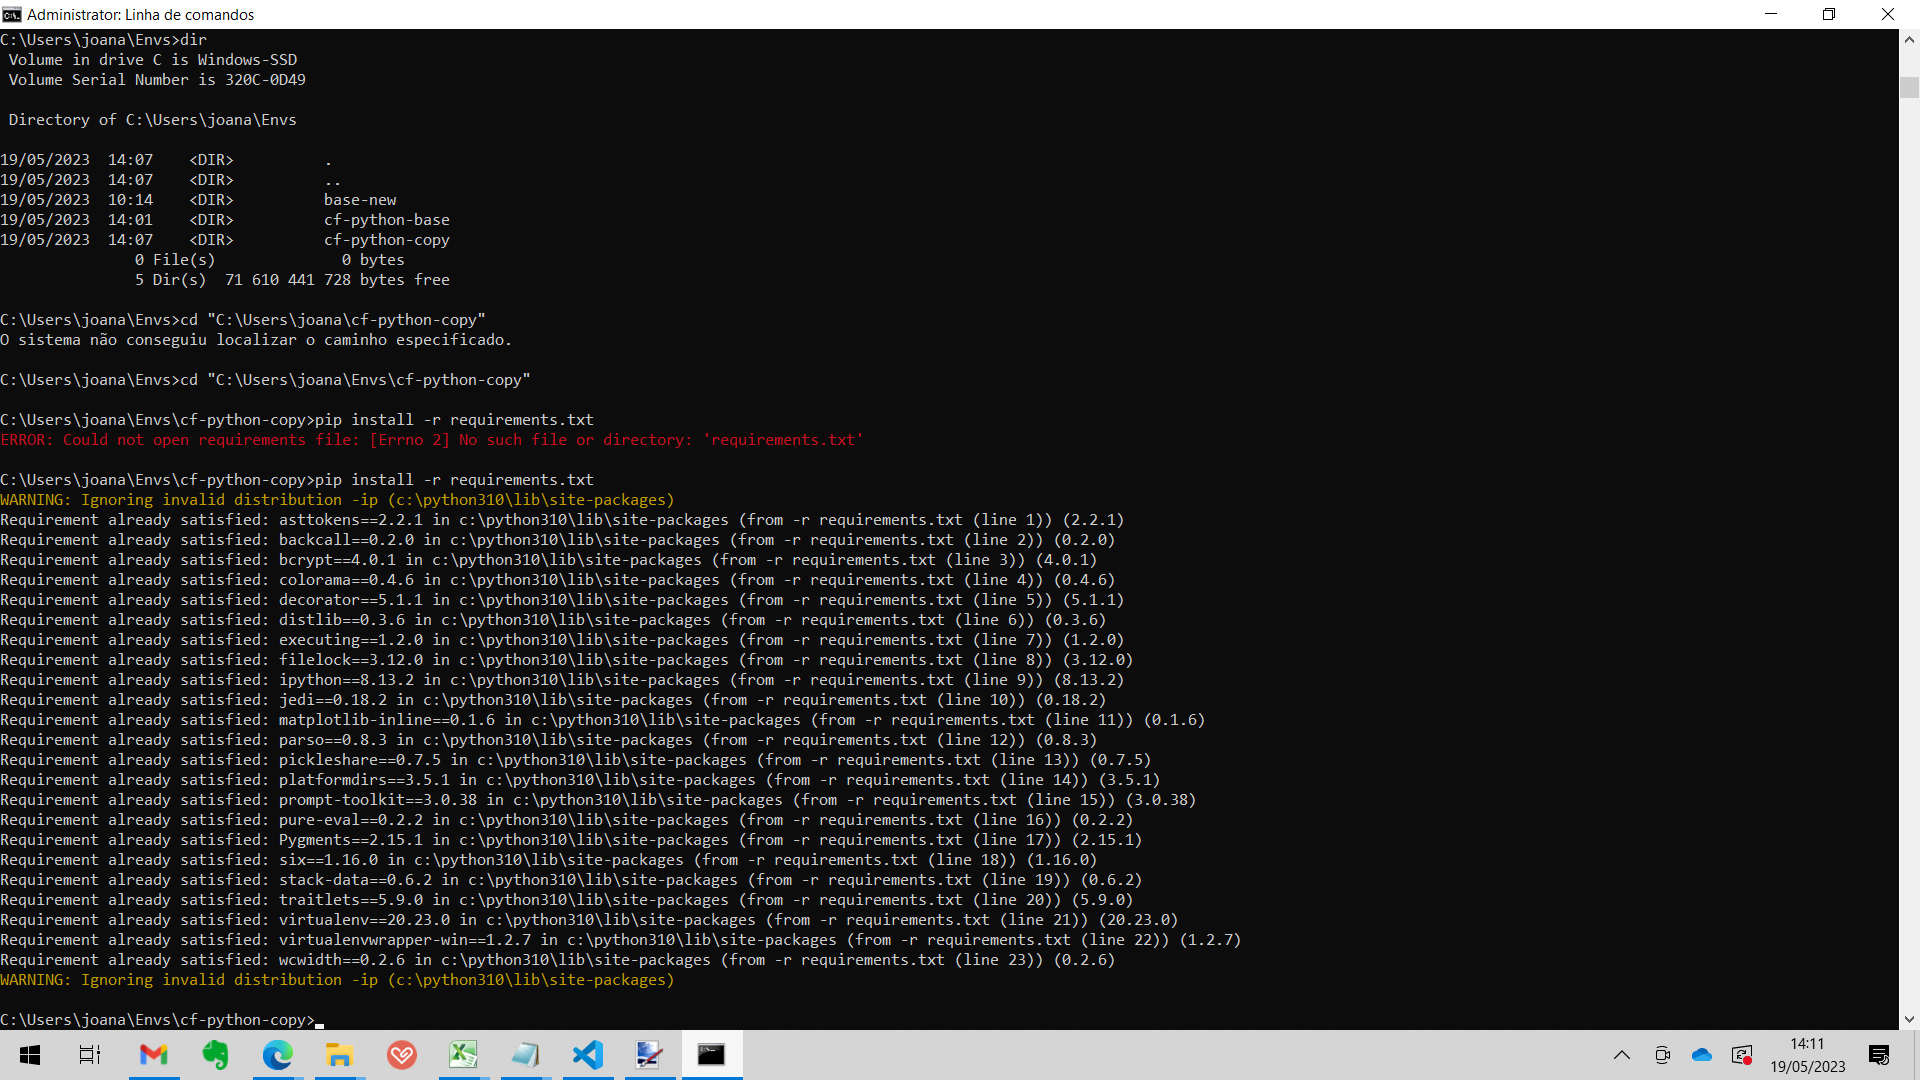 Administrator: Linha de comandos
C:\Users\joana\Envs>dir
Volume in drive C is Windows-SSD
Volume Serial Number is 320C-0D49
Directory of C:\Users\joana\Envs
19/05/2023  14:07    <DIR>          .
19/05/2023  14:07    <DIR>          ..
19/05/2023  10:14    <DIR>          base-new
19/05/2023  14:01    <DIR>          cf-python-base
19/05/2023  14:07    <DIR>          cf-python-copy
0 File(s)              0 bytes
5 Dir(s)  71 610 441 728 bytes free
C:\Users\joana\Envs>cd "C:\Users\joana\cf-python-copy"
O sistema não conseguiu localizar o caminho especificado.
C:\Users\joana\Envs>cd "C:\Users\joana\Envs\cf-python-copy"
C:\Users\joana\Envs\cf-python-copy>pip install -r requirements.txt
ERROR: Could not open requirements file: [Errno 2] No such file or directory: 'requirements.txt'
C:\Users\joana\Envs\cf-python-copy>pip install -r requirements.txt
WARNING: Ignoring invalid distribution -ip (c:\python310\lib\site-packages)
Requirement already satisfied: asttokens==2.2.1 in c:\python310\lib\site-packages (from -r requirements.txt (line 1)) (2.2.1)
Requirement already satisfied: backcall==0.2.0 in c:\python310\lib\site-packages (from -r requirements.txt (line 2)) (0.2.0)
Requirement already satisfied: bcrypt==4.0.1 in c:\python310\lib\site-packages (from -r requirements.txt (line 3)) (4.0.1)
Requirement already satisfied: colorama==0.4.6 in c:\python310\lib\site-packages (from -r requirements.txt (line 4)) (0.4.6)
Requirement already satisfied: decorator==5.1.1 in c:\python310\lib\site-packages (from -r requirements.txt (line 5)) (5.1.1)
Requirement already satisfied: distlib==0.3.6 in c:\python310\lib\site-packages (from -r requirements.txt (line 6)) (0.3.6)
Requirement already satisfied: executing==1.2.0 in c:\python310\lib\site-packages (from -r requirements.txt (line 7)) (1.2.0)
Requirement already satisfied: filelock==3.12.0 in c:\python310\lib\site-packages (from -r requirements.txt (line 8)) (3.12.0)
Requirement already satisfied: ipython==8.13.2 in c:\python310\lib\site-packages (from -r requirements.txt (line 9)) (8.13.2)
Requirement already satisfied: jedi==0.18.2 in c:\python310\lib\site-packages (from -r requirements.txt (line 10)) (0.18.2)
Requirement already satisfied: matplotlib-inline==0.1.6 in c:\python310\lib\site-packages (from -r requirements.txt (line 11)) (0.1.6)
Requirement already satisfied: parso==0.8.3 in c:\python310\lib\site-packages (from -r requirements.txt (line 12)) (0.8.3)
Requirement already satisfied: pickleshare==0.7.5 in c:\python310\lib\site-packages (from -r requirements.txt (line 13)) (0.7.5)
Requirement already satisfied: platformdirs==3.5.1 in c:\python310\lib\site-packages (from -r requirements.txt (line 14)) (3.5.1)
Requirement already satisfied: prompt-toolkit==3.0.38 in c:\python310\lib\site-packages (from -r requirements.txt (line 15)) (3.0.38)
Requirement already satisfied: pure-eval==0.2.2 in c:\python310\lib\site-packages (from -r requirements.txt (line 16)) (0.2.2)
Requirement already satisfied: Pygments==2.15.1 in c:\python310\lib\site-packages (from -r requirements.txt (line 17)) (2.15.1)
Requirement already satisfied: six==1.16.0 in c:\python310\lib\site-packages (from -r requirements.txt (line 18)) (1.16.0)
Requirement already satisfied: stack-data==0.6.2 in c:\python310\lib\site-packages (from -r requirements.txt (line 19)) (0.6.2)
Requirement already satisfied: traitlets==5.9.0 in c:\python310\lib\site-packages (from -r requirements.txt (line 20)) (5.9.0)
Requirement already satisfied: virtualenv==20.23.0 in c:\python310\lib\site-packages (from -r requirements.txt (line 21)) (20.23.0)
Requirement already satisfied: virtualenvwrapper-win==1.2.7 in c:\python310\lib\site-packages (from -r requirements.txt (line 22)) (1.2.7)
Requirement already satisfied: wcwidth==0.2.6 in c:\python310\lib\site-packages (from -r requirements.txt (line 23)) (0.2.6)
WARNING: Ignoring invalid distribution -ip (c:\python310\lib\site-packages)
C:\Users\joana\Envs\cf-python-copy>
14:11
19/05/2023